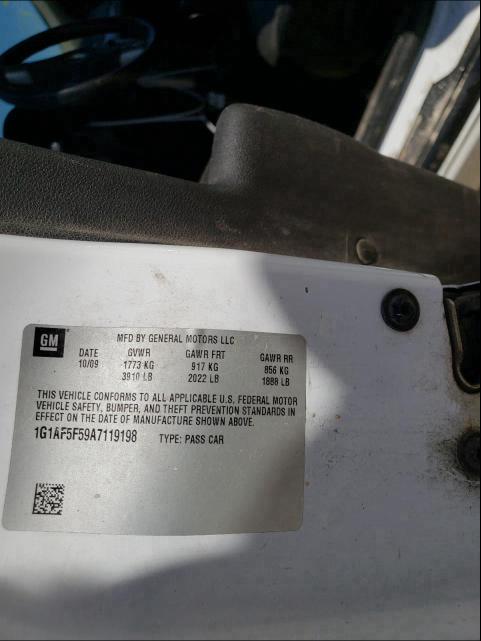 GM
MFD BY GENERAL MOTORS LLC
DATE GVWR GAWR FRT GAWR RR
10/09 1773 KG 917 KG 856 KG
3910 LB 2022 LB 1888 LB
THIS VEHICLE CONFORMS TO ALL APPLICABLE U.S. FEDERAL MOTOR
VEHICLE SAFETY, BUMPER, AND THEFT PREVENTION STANDARDS IN
EFFECT ON THE DATE OF MANUFACTURE SHOWN ABOVE.
1G1AF5F59A7119198 TYPE: PASS CAR